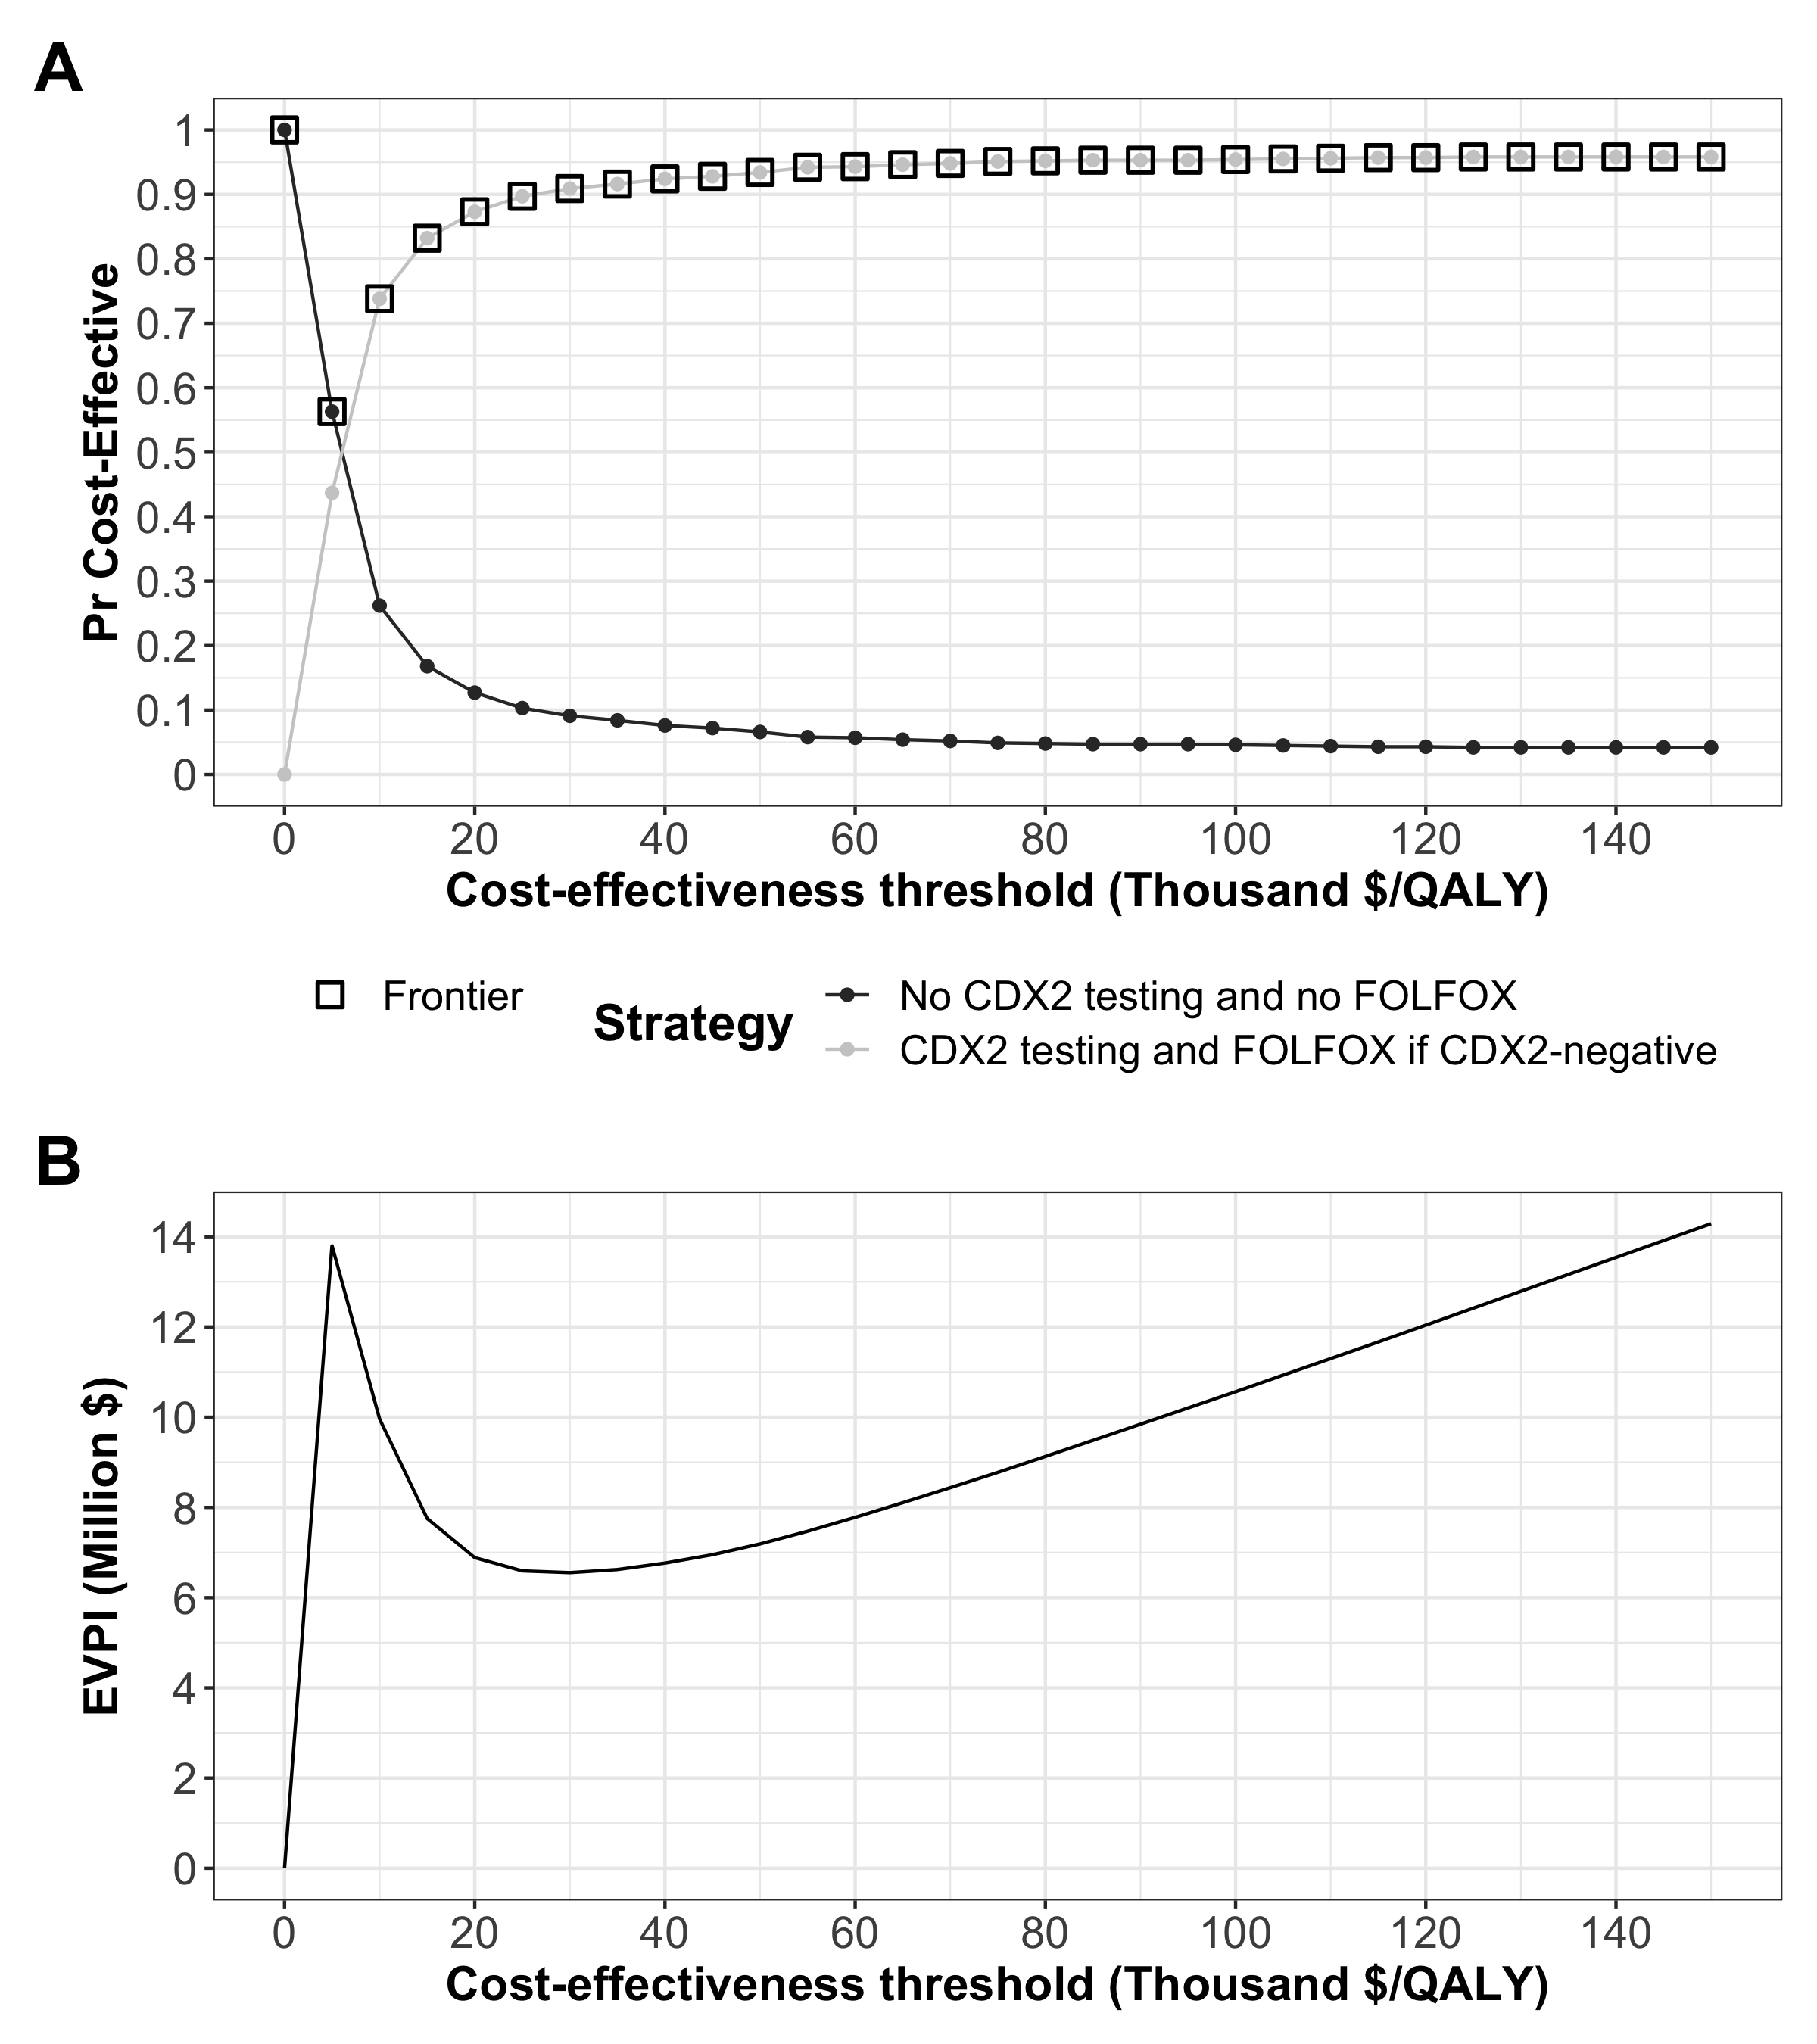 A
Pr Cost-Effective
1
0.9
0.8
0.7
0.6
0.5
0.4
0.3
0.2
0.1
0
0 20 40 60 80 100 120 140
Cost-effectiveness threshold (Thousand $/QALY)
Frontier
Strategy
No CDX2 testing and no FOLFOX
CDX2 testing and FOLFOX if CDX2-negative
B
EVPI (Million $)
14
12
10
8
6
4
2
0
0 20 40 60 80 100 120 140
Cost-effectiveness threshold (Thousand $/QALY)